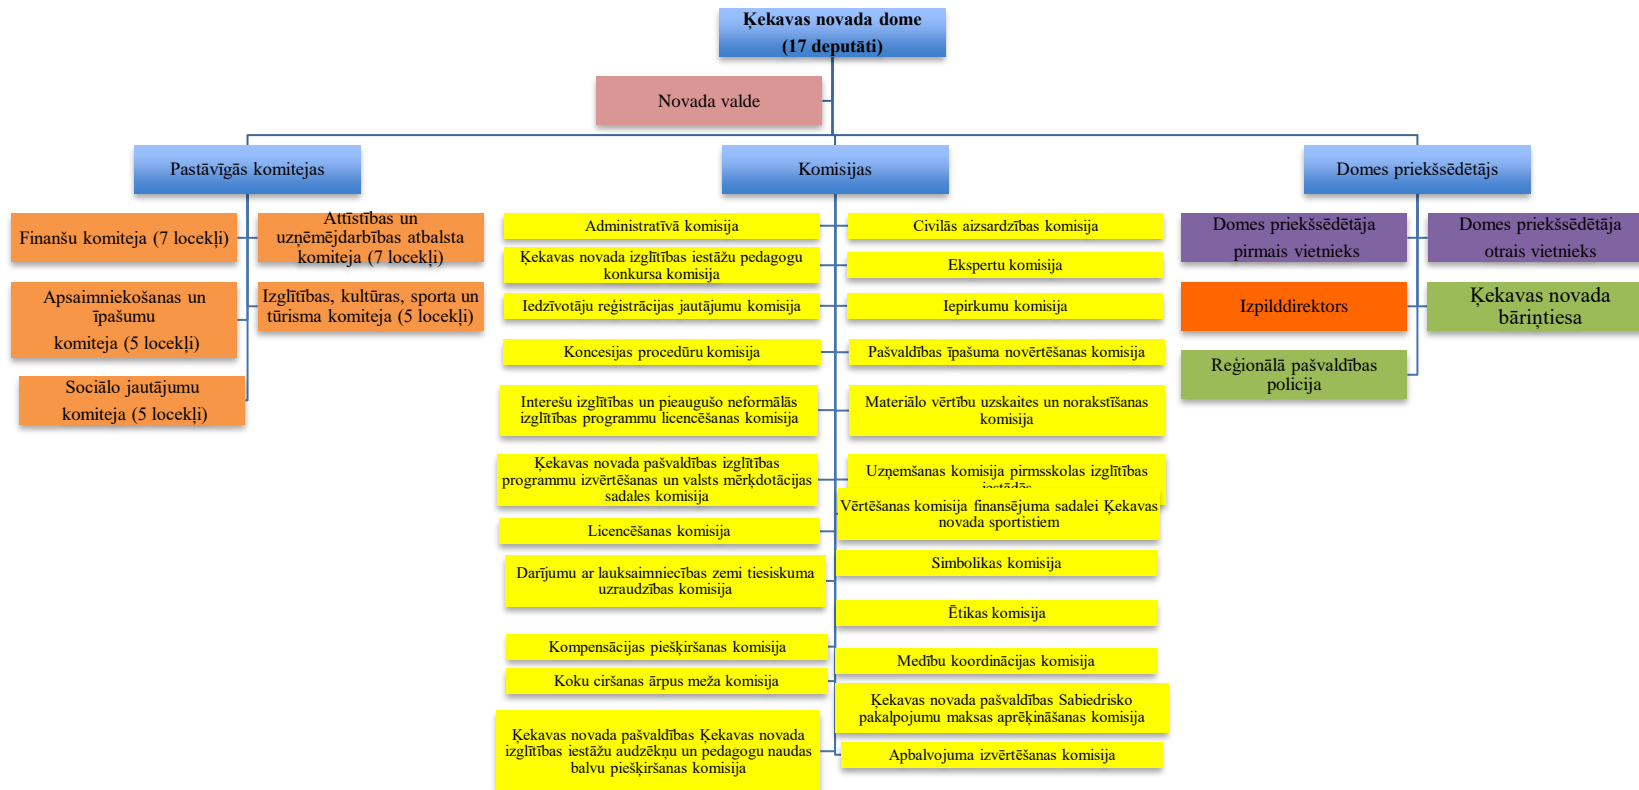 Ķekavas novada dome
(17 deputāti)
Novada valde
Pastāvīgās komitejas
Komisijas
Domes priekšsēdētājs
Finanšu komiteja (7 locekļi)
Attīstības un
uzņēmējdarbības atbalsta
komiteja (7 locekļi)
Apsaimniekošanas un
īpašumu
komiteja (5 locekļi)
Izglītības, kultūras, sporta un
tūrisma komiteja (5 locekļi)
Sociālo jautājumu
komiteja (5 locekļi)
Administratīvā komisija
Civilās aizsardzības komisija
Ķekavas novada izglītības iestāžu pedagogu
konkursa komisija
Ekspertu komisija
Iedzīvotāju reģistrācijas jautājumu komisija
Iepirkumu komisija
Koncesijas procedūru komisija
Pašvaldības īpašuma novērtēšanas komisija
Interešu izglītības un pieaugušo neformālās
izglītības programmu licencēšanas komisija
Materiālo vērtību uzskaites un norakstīšanas
komisija
Ķekavas novada pašvaldības izglītības
programmu izvērtēšanas un valsts mērķdotācijas
sadales komisija
Uzņemšanas komisija pirmsskolas izglītības
iestādēs
Vērtēšanas komisija finansējuma sadalei Ķekavas
novada sportistiem
Licencēšanas komisija
Simbolikas komisija
Darījumu ar lauksaimniecības zemi tiesiskuma
uzraudzības komisija
Ētikas komisija
Kompensācijas piešķiršanas komisija
Medību koordinācijas komisija
Koku ciršanas ārpus meža komisija
Ķekavas novada pašvaldības Sabiedrisko
pakalpojumu maksas aprēķināšanas komisija
Ķekavas novada pašvaldības Ķekavas novada
izglītības iestāžu audzēkņu un pedagogu naudas
balvu piešķiršanas komisija
Apbalvojuma izvērtēšanas komisija
Domes priekšsēdētāja
pirmais vietnieks
Domes priekšsēdētāja
otrais vietnieks
Izpilddirektors
Ķekavas novada
bāriņtiesa
Reģionālā pašvaldības
policija